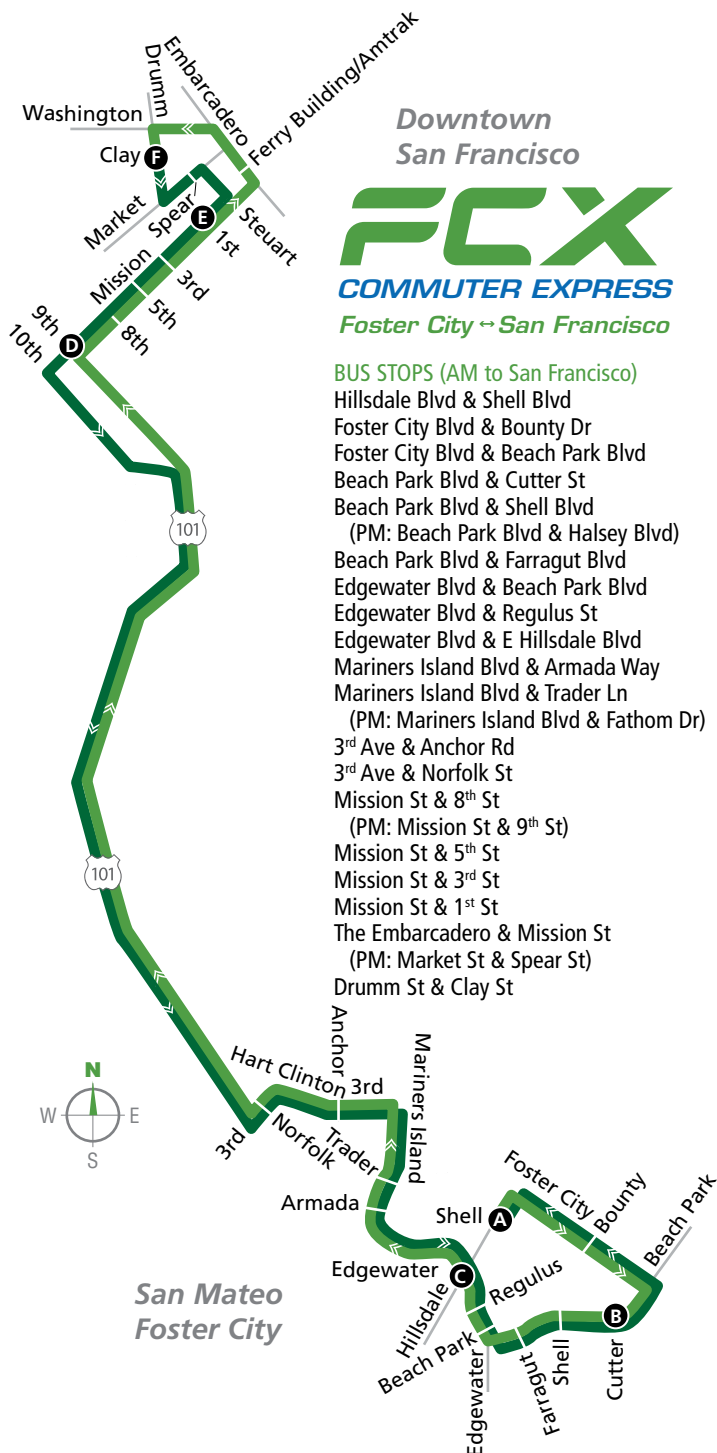 Embarcadero
Drumm
Washington
Ferry Building/Amtrak
Clay
F
Market
Spear
E
Steuart
1st
Mission
3rd
5th
8th
9th
10th
D
101
101
Downtown
San Francisco
FCX
COMMUTER EXPRESS
Foster City ↔ San Francisco
BUS STOPS (AM to San Francisco)
Hillsdale Blvd & Shell Blvd
Foster City Blvd & Bounty Dr
Foster City Blvd & Beach Park Blvd
Beach Park Blvd & Cutter St
Beach Park Blvd & Shell Blvd
(PM: Beach Park Blvd & Halsey Blvd)
Beach Park Blvd & Farragut Blvd
Edgewater Blvd & Beach Park Blvd
Edgewater Blvd & Regulus St
Edgewater Blvd & E Hillsdale Blvd
Mariners Island Blvd & Armada Way
Mariners Island Blvd & Trader Ln
(PM: Mariners Island Blvd & Fathom Dr)
3rd Ave & Anchor Rd
3rd Ave & Norfolk St
Mission St & 8th St
(PM: Mission St & 9th St)
Mission St & 5th St
Mission St & 3rd St
Mission St & 1st St
The Embarcadero & Mission St
(PM: Market St & Spear St)
Drumm St & Clay St
N
W
E
S
Hart Clinton
Anchor
3rd
Mariners Island
3rd
Norfolk
Trader
Armada
Shell
A
Foster City
Bounty
Beach Park
Edgewater
C
Hillsdale
Regulus
B
Beach Park
Edgewater
Farragut
Shell
Cutter
San Mateo
Foster City